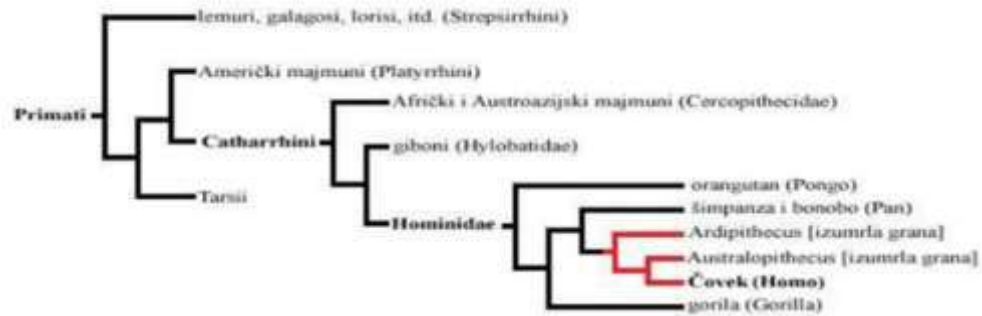 lemuri, galagosi, lorisi, itd. (Strepsirrhini)
Američki majmuni (Platyrrhini)
Afrički i Austroazijski majmuni (Cercopithecidae)
Primati
Catharrhini
giboni (Hylobatidae)
orangutan (Pongo)
Tarsii
šimpanza i bonobo (Pan)
Hominidae
Ardipithecus [izumrla grana]
Australopithecus [izumrla grana]
Čovek (Homo)
gorila (Gorilla)